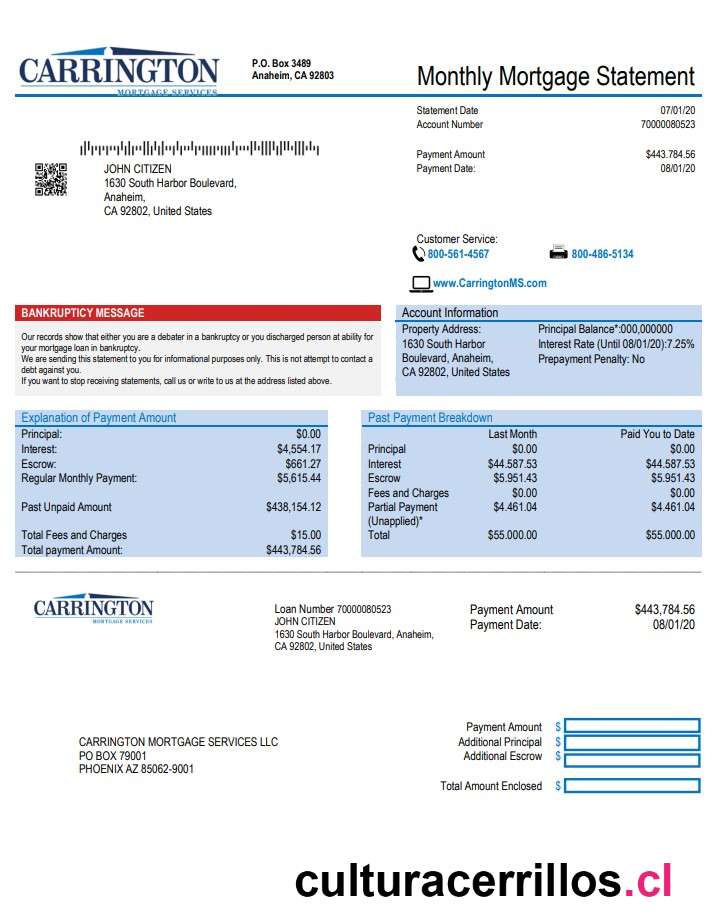 CARRINGTON
MORTGAGE SERVICES
P.O. Box 3489
Anaheim, CA 92803
Monthly Mortgage Statement
Statement Date 07/01/20
Account Number 70000080523
Payment Amount $443.784.56
Payment Date: 08/01/20
JOHN CITIZEN
1630 South Harbor Boulevard,
Anaheim,
CA 92802, United States
Customer Service:
800-561-4567 800-486-5134
www.CarringtonMS.com
BANKRUPTICY MESSAGE
Our records show that either you are a debater in a bankruptcy or you discharged person at ability for
your mortgage loan in bankruptcy.
We are sending this statement to you for informational purposes only. This is not attempt to contact a
debt against you.
If you want to stop receiving statements, call us or write to us at the address listed above.
Account Information
Property Address:
1630 South Harbor
Boulevard, Anaheim,
CA 92802, United States
Principal Balance*:000,000000
Interest Rate (Until 08/01/20):7.25%
Prepayment Penalty: No
Explanation of Payment Amount
Principal: $0.00
Interest: $4,554.17
Escrow: $661.27
Regular Monthly Payment: $5,615.44
Past Unpaid Amount $438,154.12
Total Fees and Charges $15.00
Total payment Amount: $443,784.56
Past Payment Breakdown
Last Month Paid You to Date
Principal $0.00 $0.00
Interest $44.587.53 $44.587.53
Escrow $5.951.43 $5.951.43
Fees and Charges $0.00 $0.00
Partial Payment $4.461.04 $4.461.04
(Unapplied)*
Total $55.000.00 $55.000.00
CARRINGTON
MORTGAGE SERVICES
Loan Number 70000080523
JOHN CITIZEN
1630 South Harbor Boulevard, Anaheim,
CA 92802, United States
Payment Amount $443,784.56
Payment Date: 08/01/20
CARRINGTON MORTGAGE SERVICES LLC
PO BOX 79001
PHOENIX AZ 85062-9001
Payment Amount $
Additional Principal $
Additional Escrow $
Total Amount Enclosed $
culturacerrillos.cl